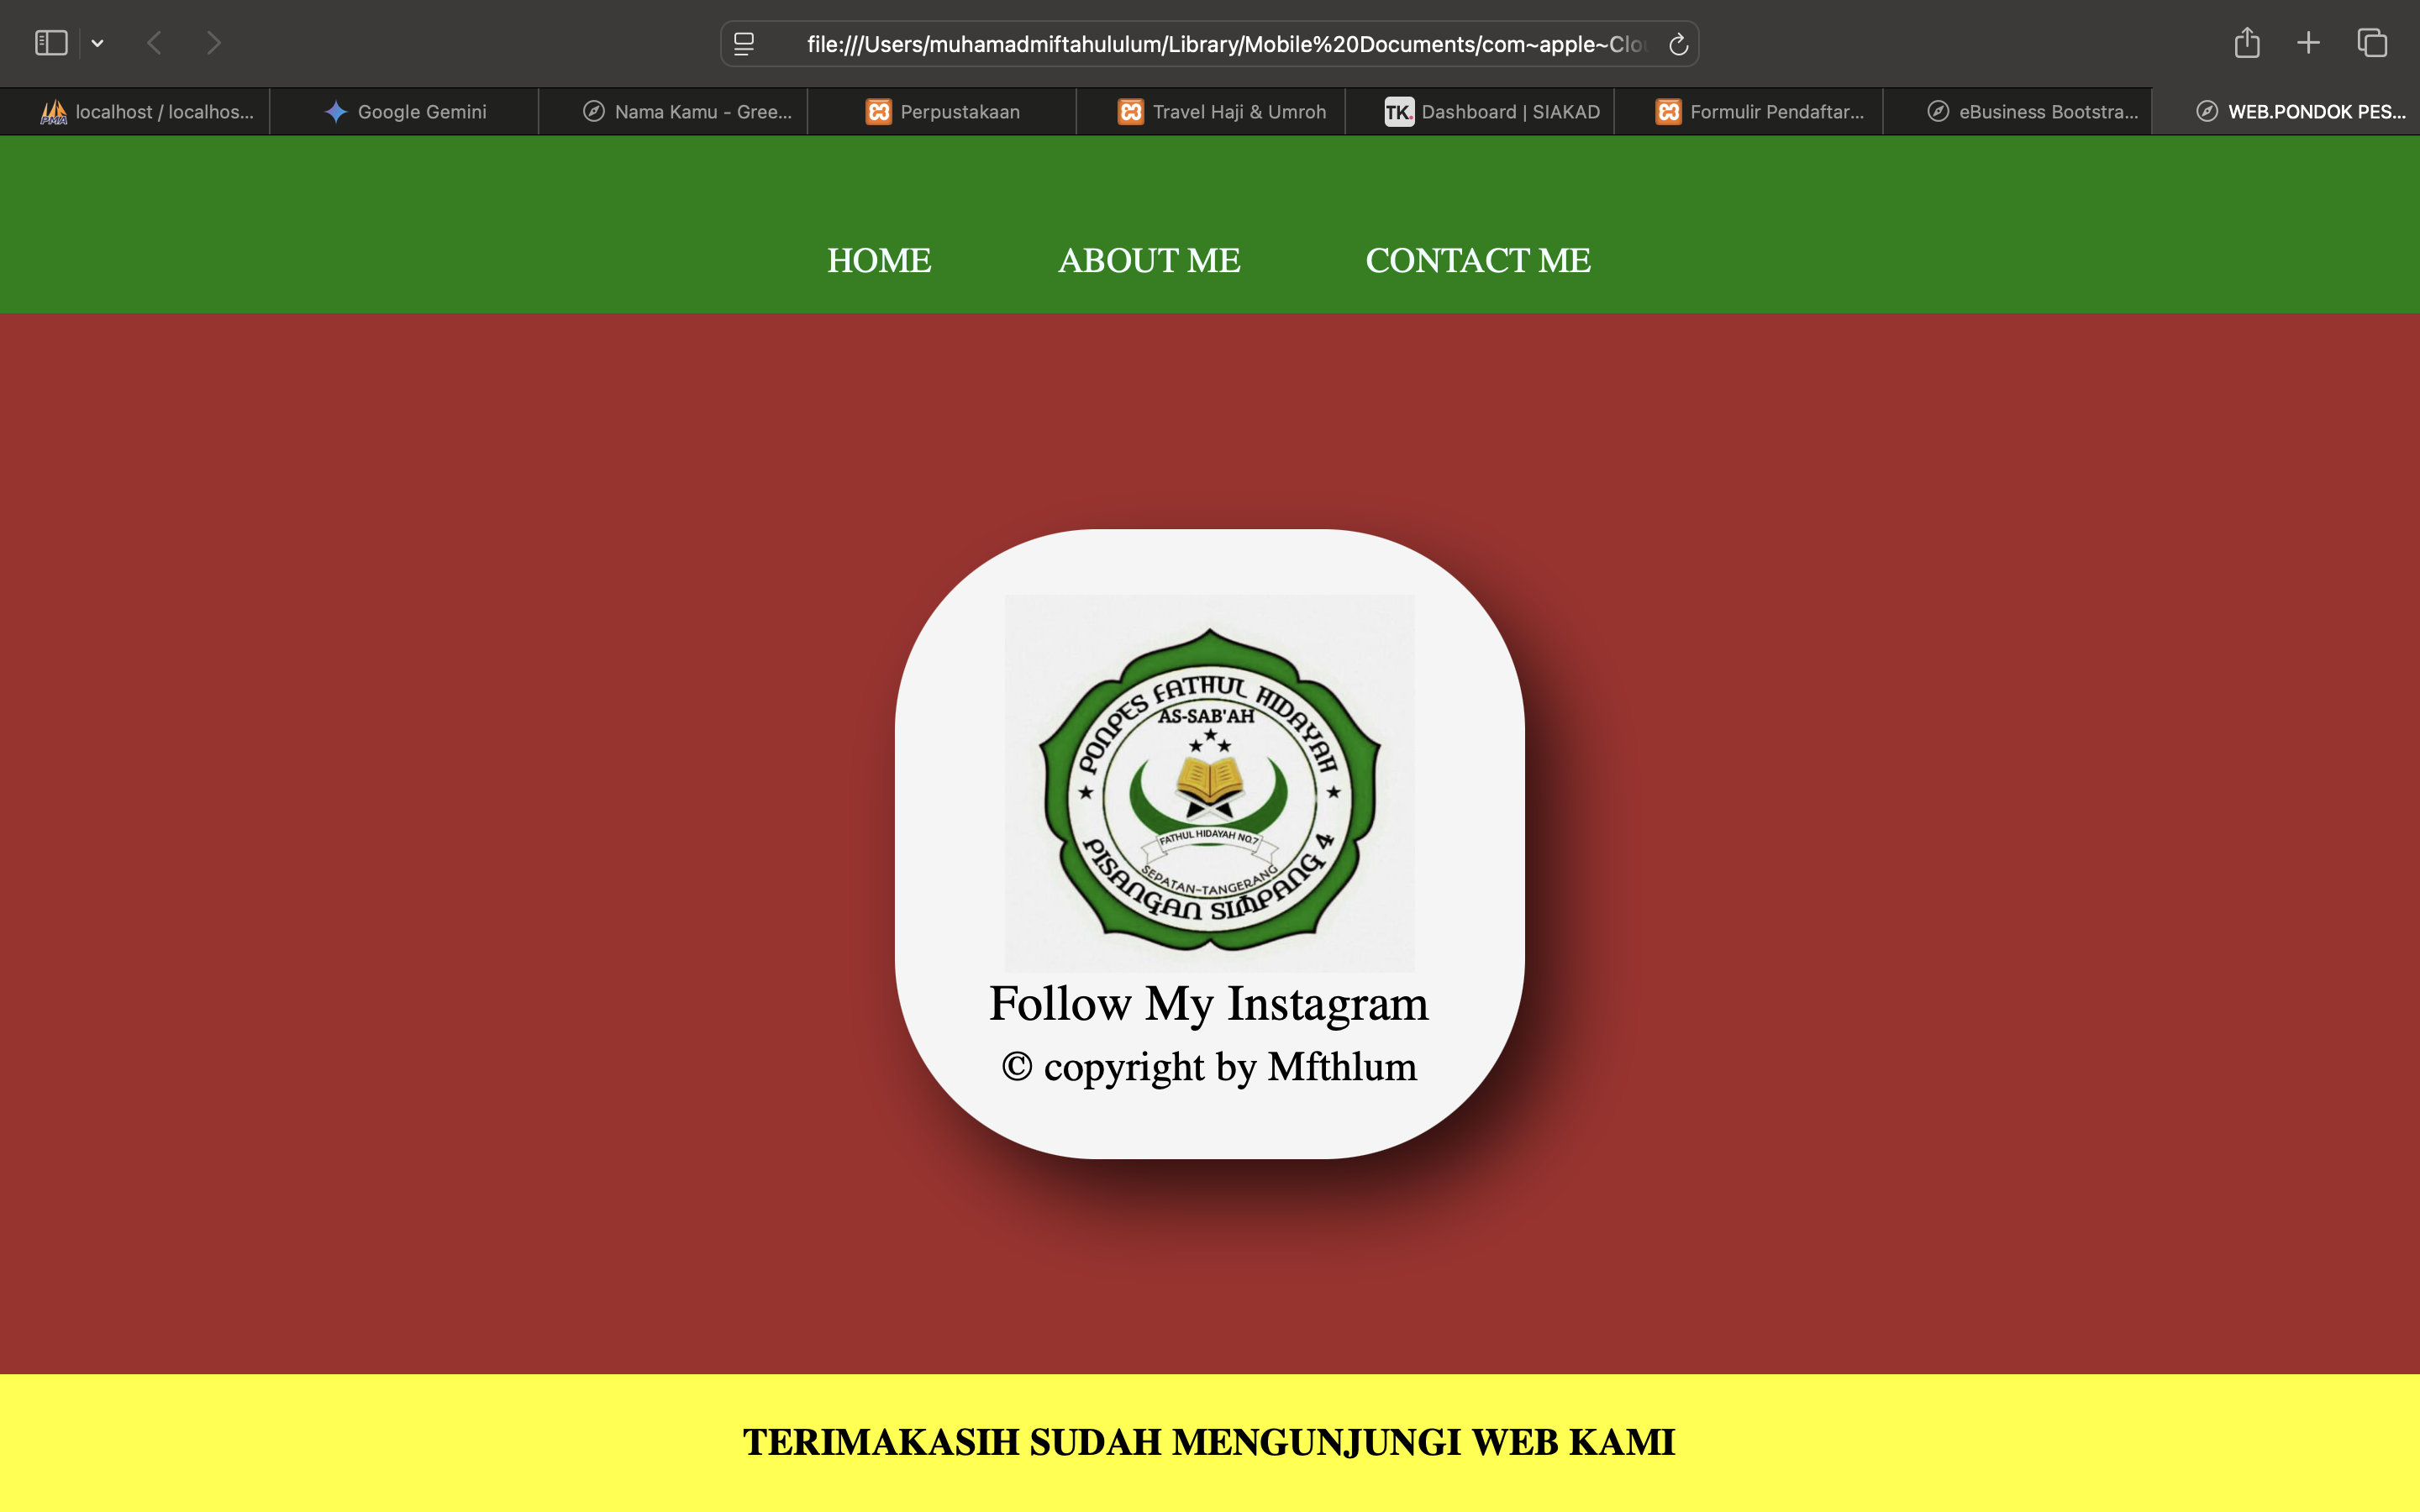 file:///Users/muhamadmiftahululum/Library/Mobile%20Documents/com~apple~Clo
localhost / localhos...
Google Gemini
Nama Kamu - Gree...
Perpustakaan
Travel Haji & Umroh
TK. Dashboard | SIAKAD
Formulir Pendaftar...
eBusiness Bootstra...
WEB.PONDOK PES...
HOME
ABOUT ME
CONTACT ME
PONPES FATHUL HIDAYAH
AS-SAB'AH
FATHUL HIDAYAH NO.7
SEPATAN-TANGERANG
PISANGAN SIMPANG 4
Follow My Instagram
© copyright by Mfthlum
TERIMAKASIH SUDAH MENGUNJUNGI WEB KAMI